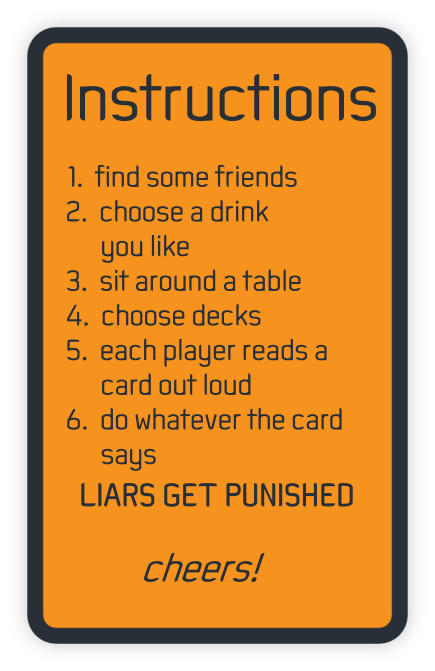 Instructions
1. find some friends
2. choose a drink
you like
3. sit around a table
4. choose decks
5. each player reads a
card out loud
6. do whatever the card
says
LIARS GET PUNISHED
cheers!